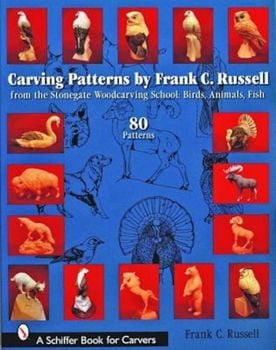 Carving Patterns by Frank C. Russell
from the Stonegate Woodcarving School: Birds, Animals, Fish
80
Patterns
A Schiffer Book for Carvers
Frank C. Russell